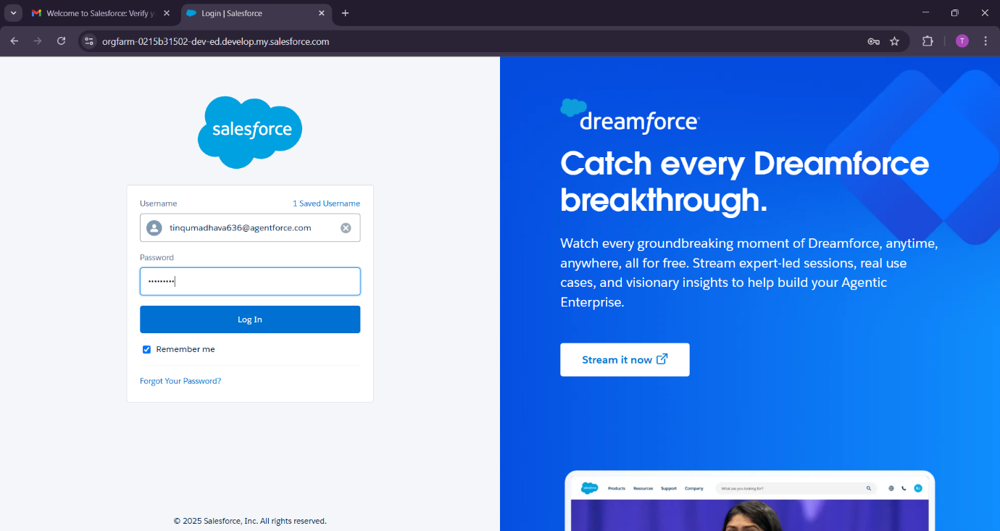 Welcome to Salesforce: Verify y
Login | Salesforce
orgfarm-0215b31502-dev-ed.develop.my.salesforce.com
T
salesforce
Username
1 Saved Username
tinqumadhava636@agentforce.com
Password
•••••••••
Log In
Remember me
Forgot Your Password?
© 2025 Salesforce, Inc. All rights reserved.
dreamforce
Catch every Dreamforce
breakthrough.
Watch every groundbreaking moment of Dreamforce, anytime,
anywhere, all for free. Stream expert-led sessions, real use
cases, and visionary insights to help build your Agentic
Enterprise.
Stream it now
Products Resources Support Company What are you looking for?